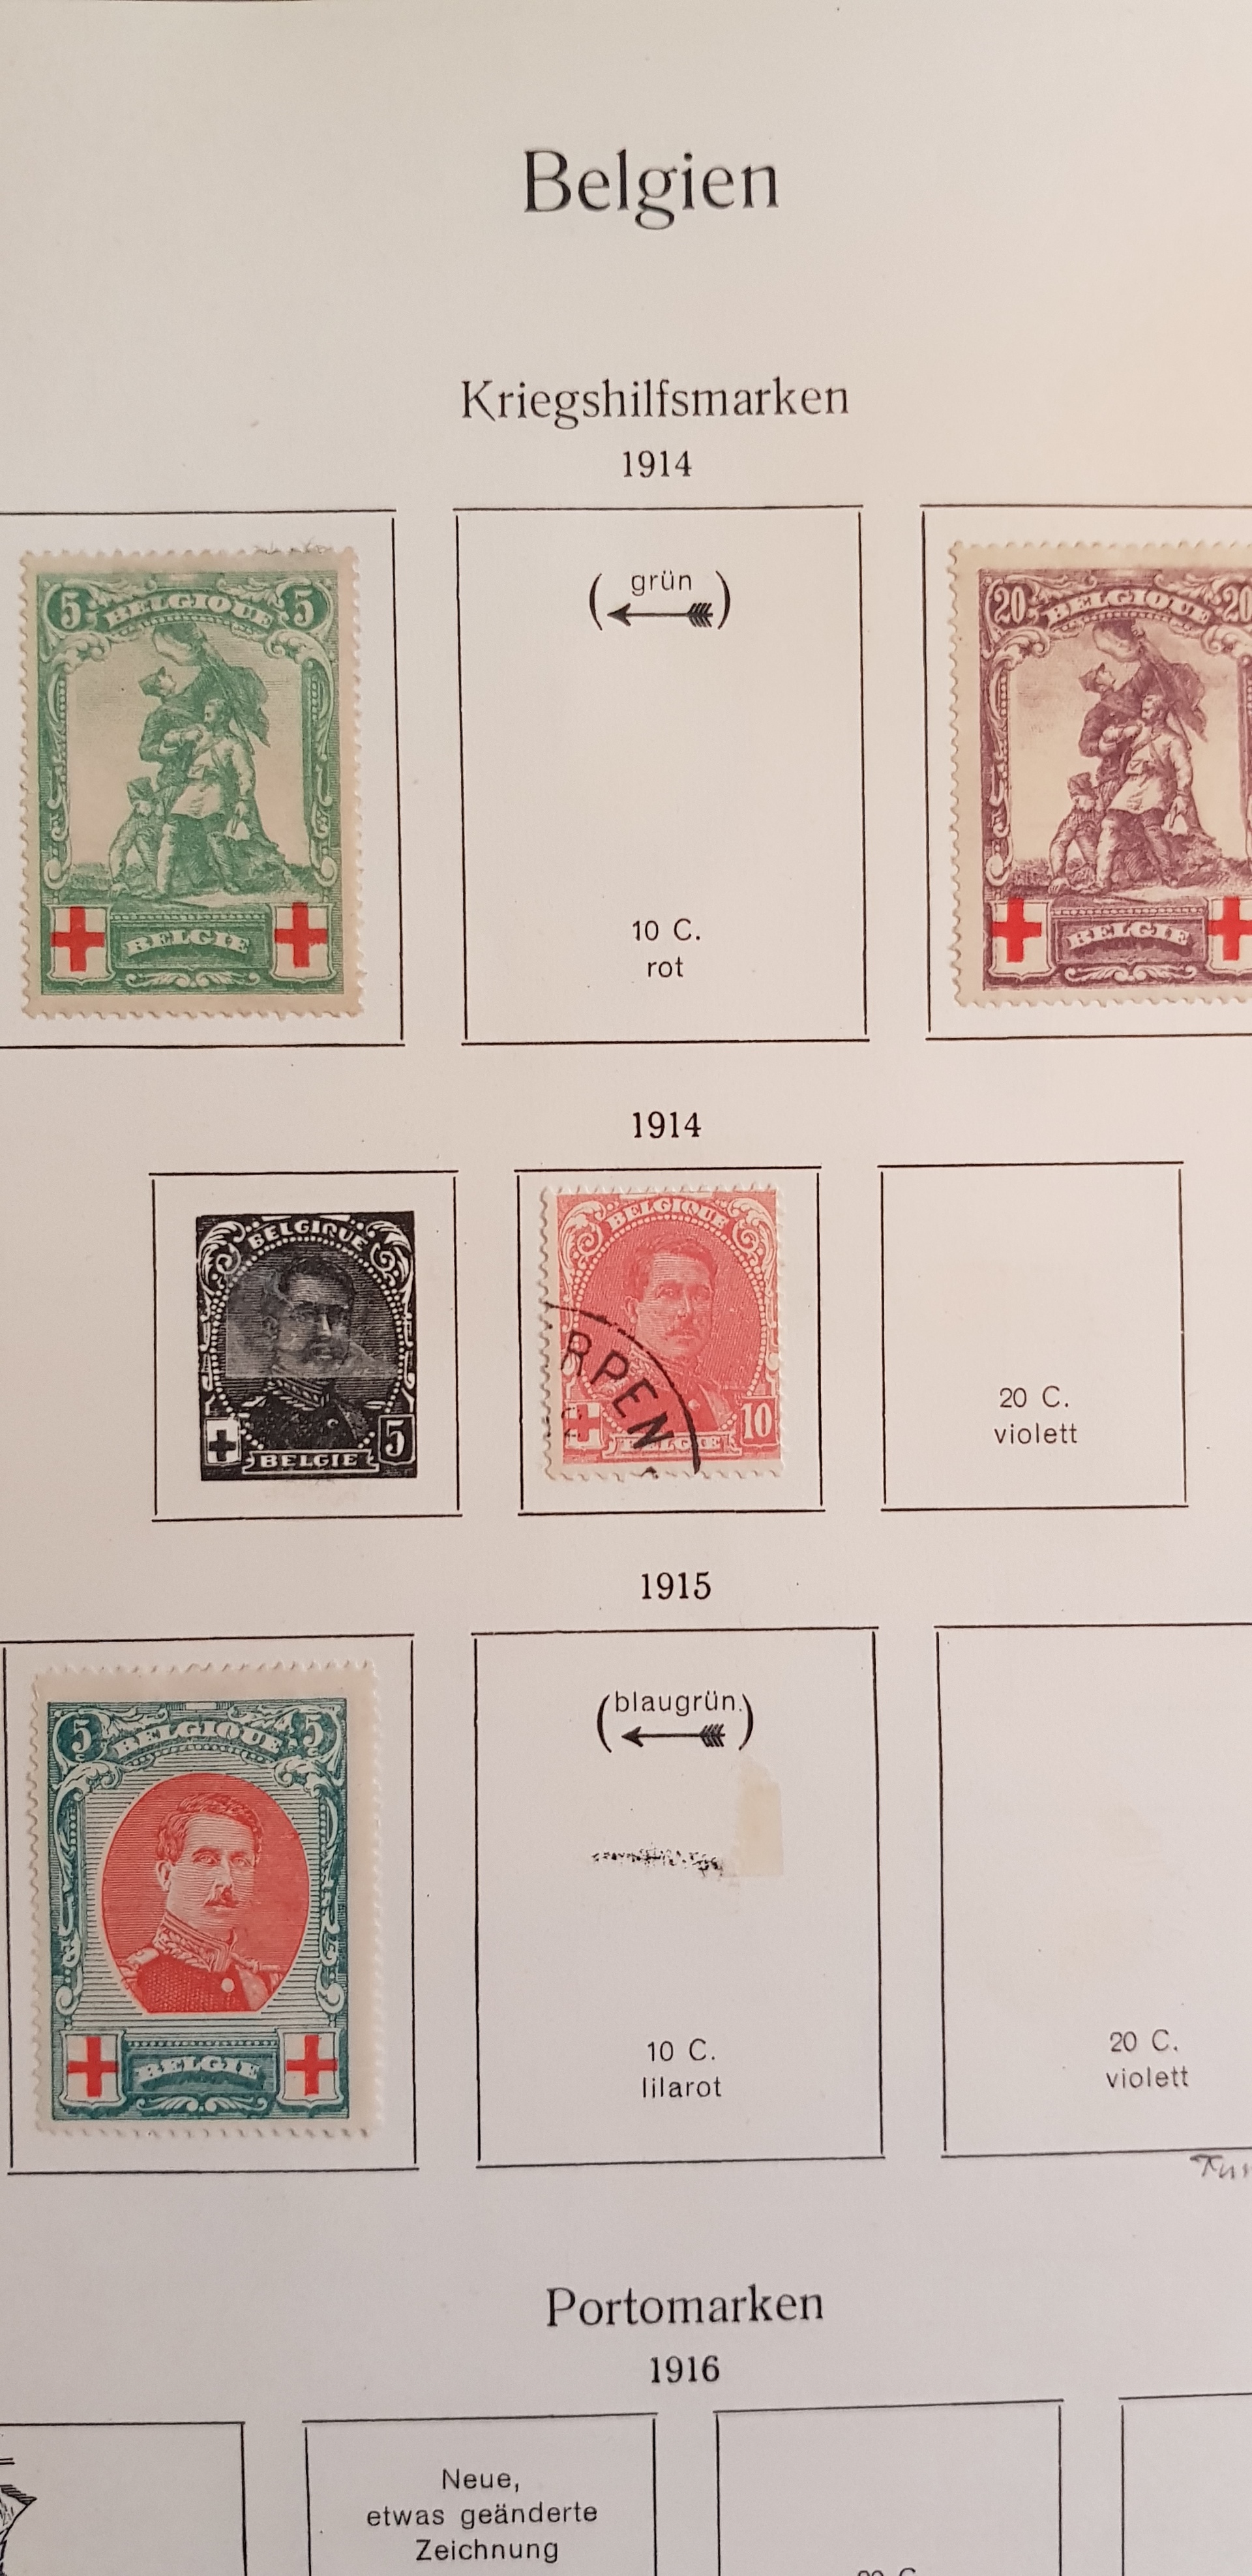 Belgien
Kriegshilfsmarken
1914
5 BELGIQUE 5
BELGIE
(grün)
10 C.
rot
20 BELGIQUE 20
BELGIE
1914
BELGIQUE
5
BELGIE
BELGIQUE
RPEN
10
BELGIE
20 C.
violett
1915
5 BELGIQUE 5
BELGIE
(blaugrün)
10 C.
lilarot
20 C.
violett
Portomarken
1916
Neue,
etwas geänderte
Zeichnung